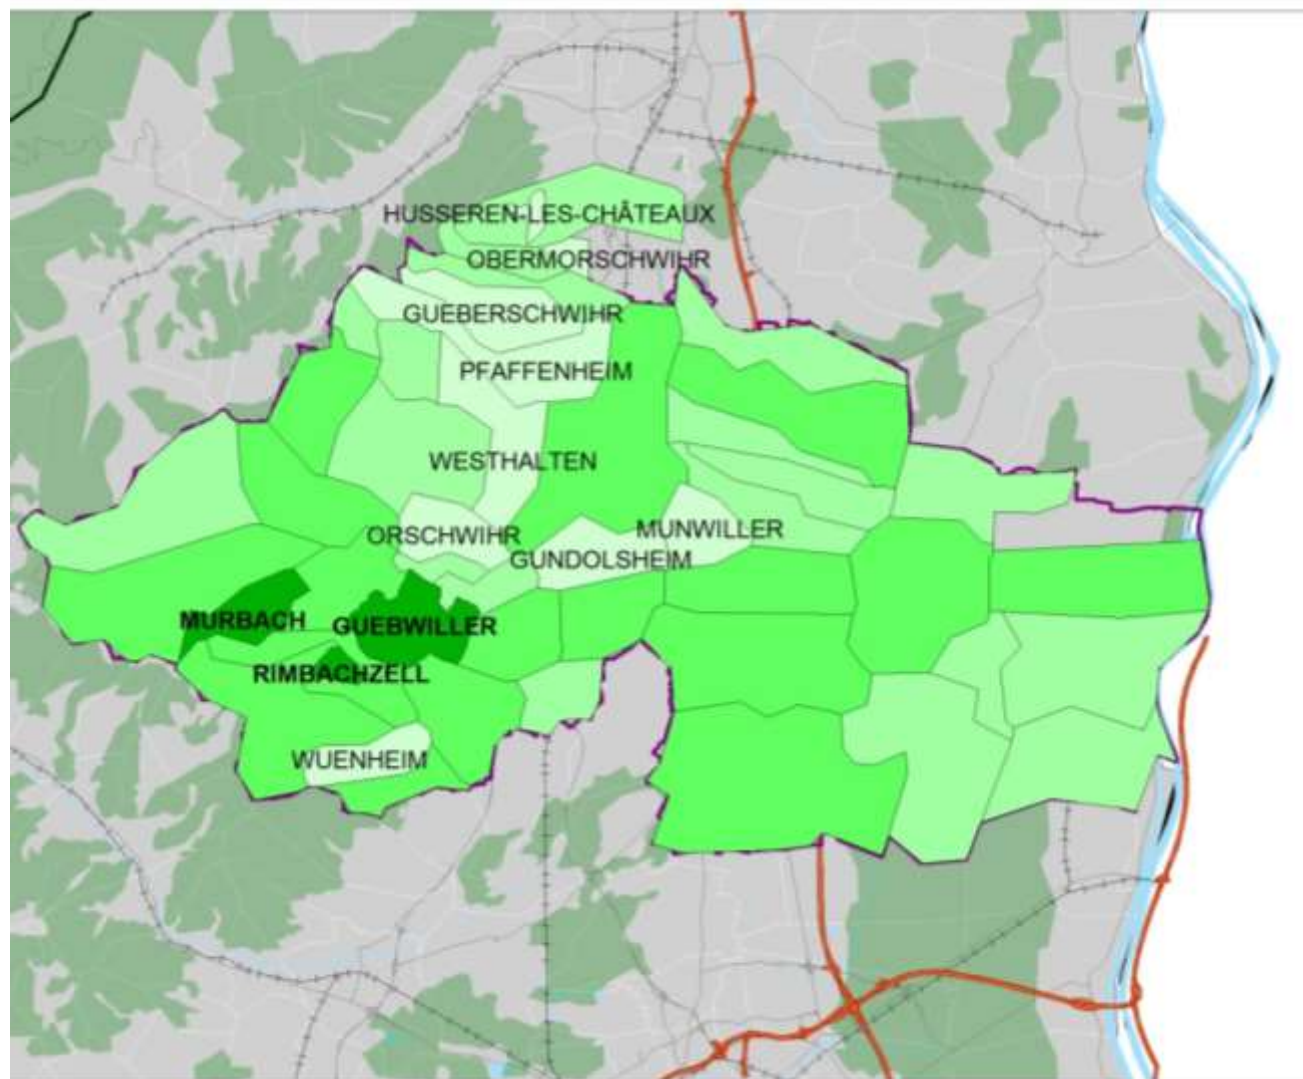 HUSSEREN-LES-CHÂTEAUX
OBERMORSCHWIHR
GUEBERSCHWIHR
PFAFFENHEIM
WESTHALTEN
ORSCHWIHR
MUNWILLER
GUNDOLSHEIM
MURBACH
GUEBWILLER
RIMBACHZELL
WUENHEIM